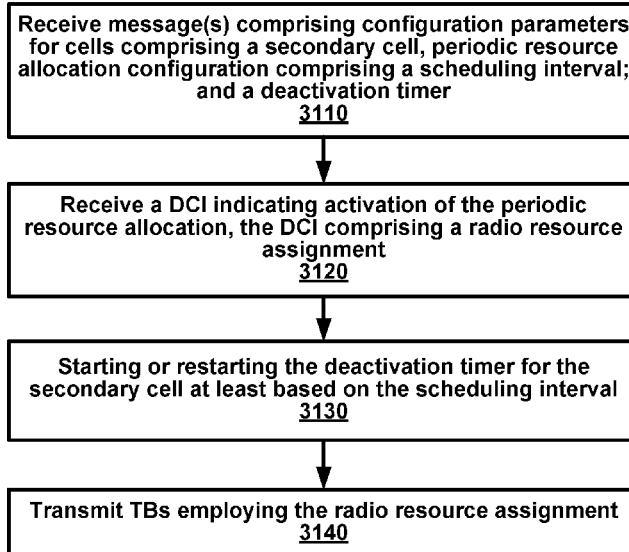 Receive message(s) comprising configuration parameters
for cells comprising a secondary cell, periodic resource
allocation configuration comprising a scheduling interval;
and a deactivation timer
3110
Receive a DCI indicating activation of the periodic
resource allocation, the DCI comprising a radio resource
assignment
3120
Starting or restarting the deactivation timer for the
secondary cell at least based on the scheduling interval
3130
Transmit TBs employing the radio resource assignment
3140